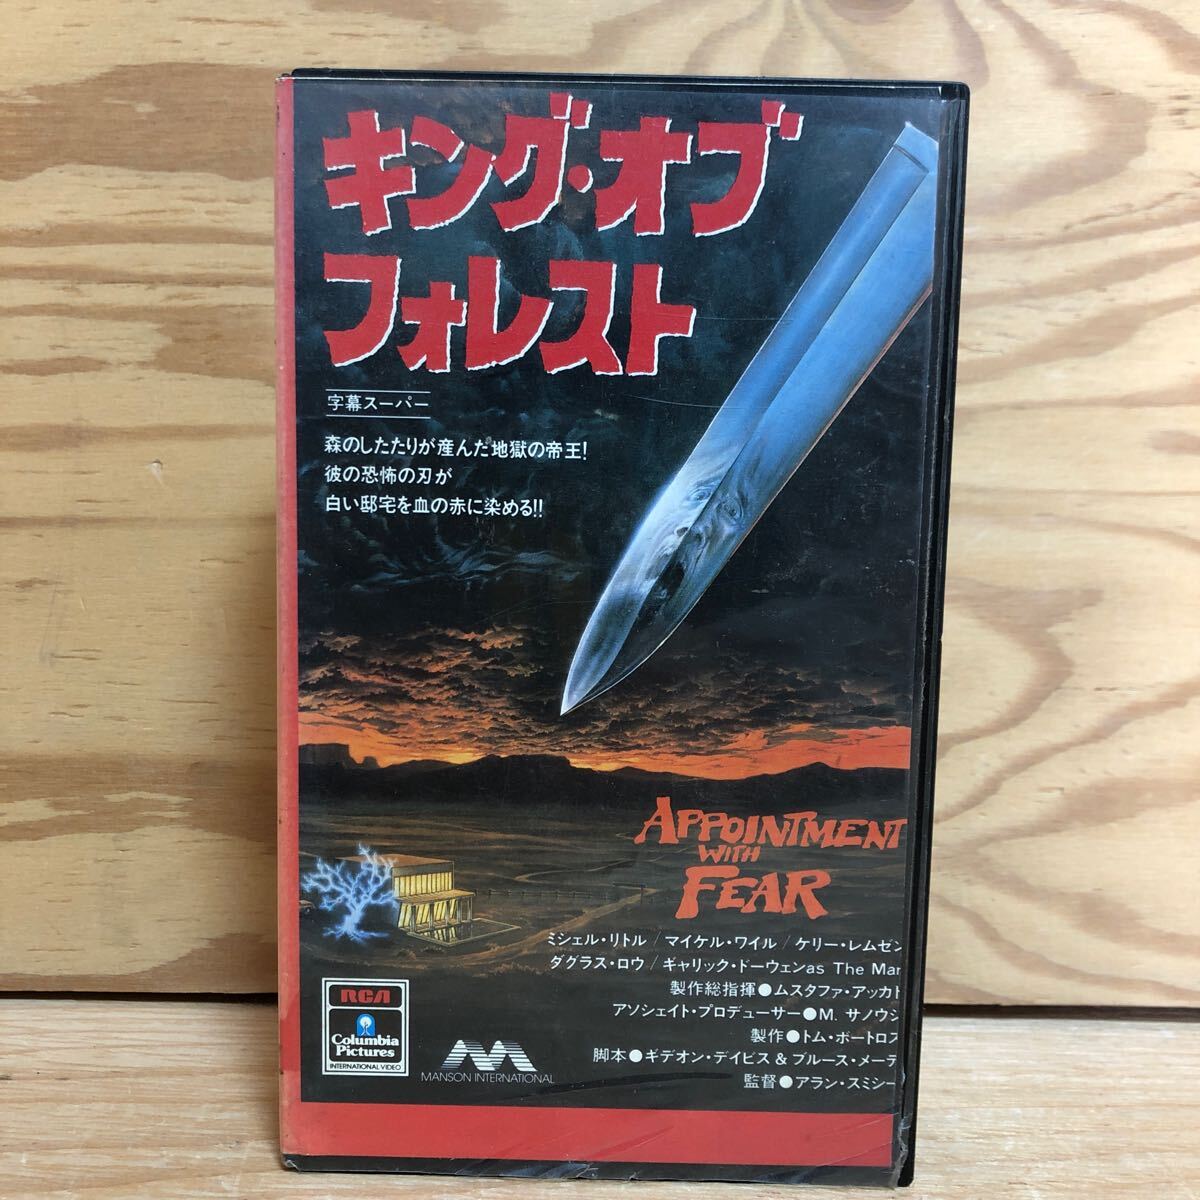 キング・オブ
フォレスト
字幕スーパー
森のしたたりが産んだ地獄の帝王!
彼の恐怖の刃が
白い邸宅を血の赤に染める!!
APPOINTMENT
WITH
FEAR
ミシェル・リトル/マイケル・ワイル/ケリー・レムゼン
ダグラス・ロウ/ギャリック・ドーウェンas The Man
製作総指揮●ムスタファ・アッカド
アソシェイト・プロデューサー●M. サノウシ
製作●トム・ボートロス
脚本●ギデオン・デイビス&ブルース・メーテ
監督●アラン・スミシー
RCA
Columbia
Pictures
INTERNATIONAL VIDEO
MANSON INTERNATIONAL